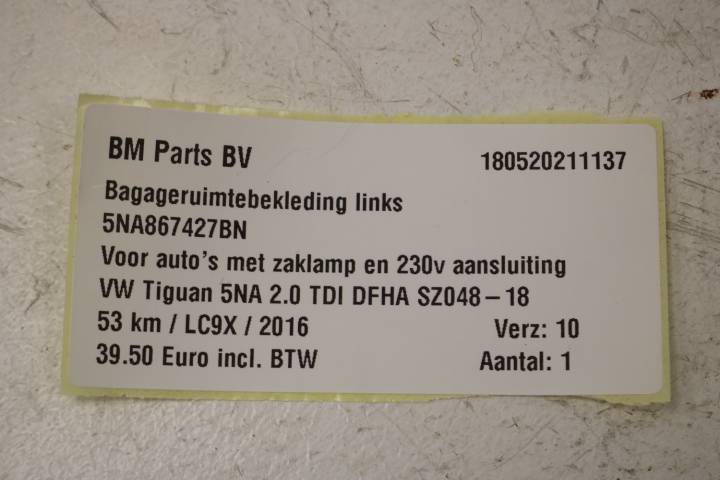 BM Parts BV 180520211137
Bagageruimtebekleding links
5NA867427BN
Voor auto's met zaklamp en 230v aansluiting
VW Tiguan 5NA 2.0 TDI DFHA SZ048-18
53 km / LC9X / 2016 Verz: 10
39.50 Euro incl. BTW Aantal: 1